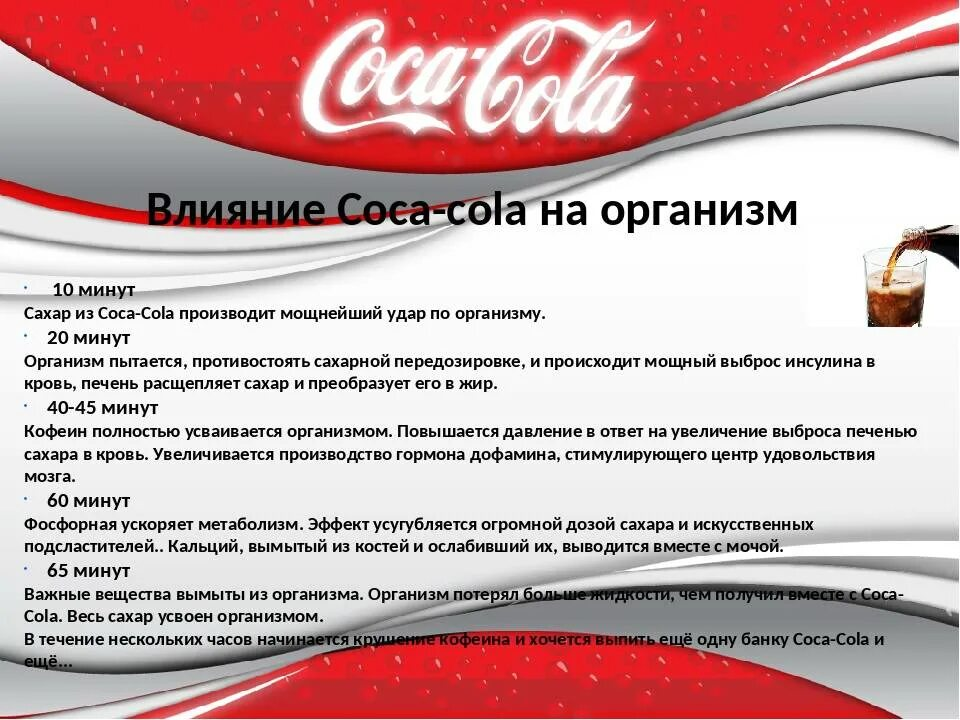 Coca-Cola
Влияние Coca-cola на организм
10 минут
Сахар из Coca-Cola производит мощнейший удар по организму.
20 минут
Организм пытается, противостоять сахарной передозировке, и происходит мощный выброс инсулина в
кровь, печень расщепляет сахар и преобразует его в жир.
40-45 минут
Кофеин полностью усваивается организмом. Повышается давление в ответ на увеличение выброса печенью
сахара в кровь. Увеличивается производство гормона дофамина, стимулирующего центр удовольствия
мозга.
60 минут
Фосфорная ускоряет метаболизм. Эффект усугубляется огромной дозой сахара и искусственных
подсластителей.. Кальций, вымытый из костей и ослабивший их, выводится вместе с мочой.
65 минут
Важные вещества вымыты из организма. Организм потерял больше жидкости, чем получил вместе с Coca-
Cola. Весь сахар усвоен организмом.
В течение нескольких часов начинается крушение кофеина и хочется выпить ещё одну банку Coca-Cola и
ещё...